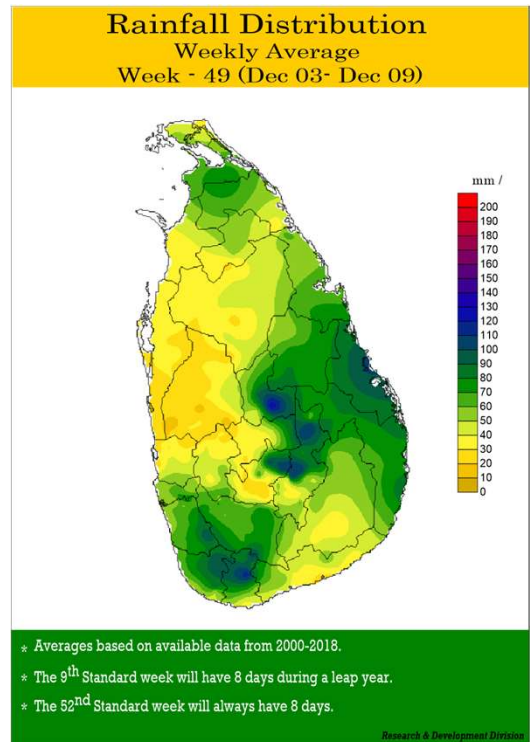 Rainfall Distribution
Weekly Average
Week - 49 (Dec 03- Dec 09)
mm /
200
190
180
170
160
150
140
130
120
110
100
90
80
70
60
50
40
30
20
10
0
* Averages based on available data from 2000-2018.
* The 9th Standard week will have 8 days during a leap year.
* The 52nd Standard week will always have 8 days.
Research & Development Division